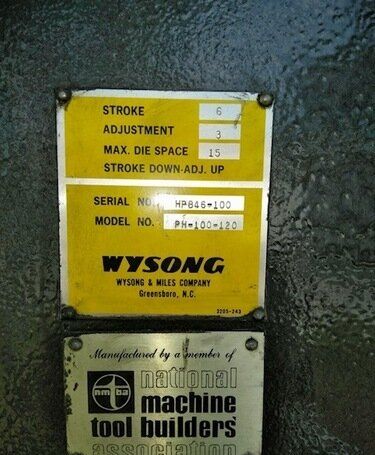 STROKE 6
ADJUSTMENT 3
MAX. DIE SPACE 15
STROKE DOWN-ADJ. UP
SERIAL NO. HP846-100
MODEL NO. PH-100-120
WYSONG
WYSONG & MILES COMPANY
Greensboro, N.C.
3205-243
Manufactured by a member of
nmtba
national
machine
tool builders'
association